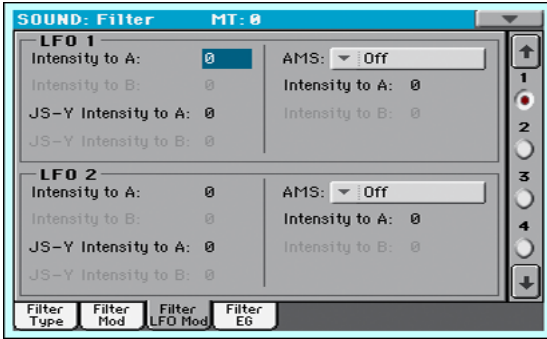 SOUND: Filter MT: 0
LFO 1
Intensity to A: 0
AMS: Off
Intensity to B: 0
Intensity to A: 0
JS-Y Intensity to A: 0
Intensity to B: 0
JS-Y Intensity to B: 0
LFO 2
Intensity to A: 0
AMS: Off
Intensity to B: 0
Intensity to A: 0
JS-Y Intensity to A: 0
Intensity to B: 0
JS-Y Intensity to B: 0
1
2
3
4
Filter Type
Filter Mod
Filter LFO Mod
Filter EG